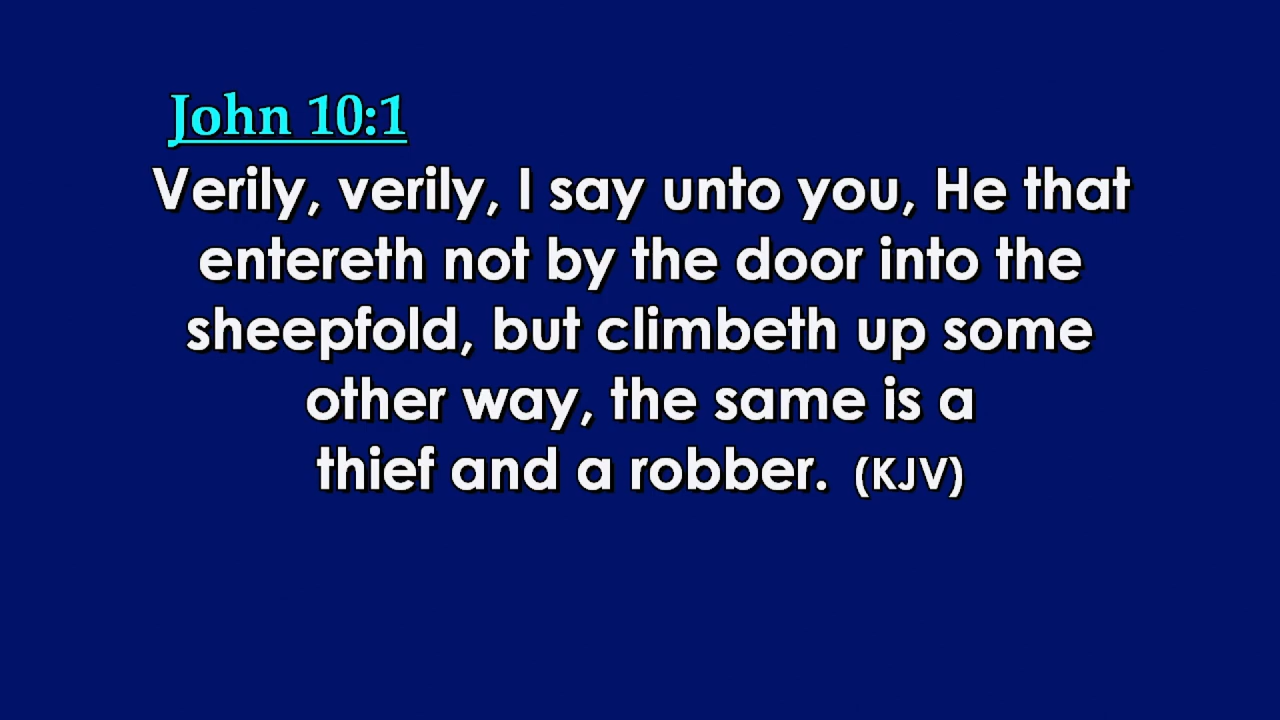 John 10:1
Verily, verily, I say unto you, He that
entereth not by the door into the
sheepfold, but climbeth up some
other way, the same is a
thief and a robber. (KJV)